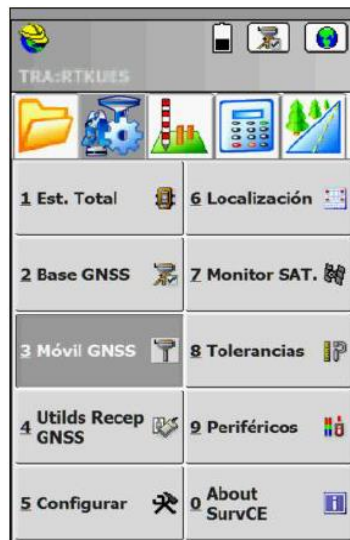 TRA:RTKUES
1 Est. Total
6 Localización
2 Base GNSS
7 Monitor SAT.
3 Móvil GNSS
8 Tolerancias
4 Utilds Recep
GNSS
9 Periféricos
5 Configurar
0 About
SurvCE